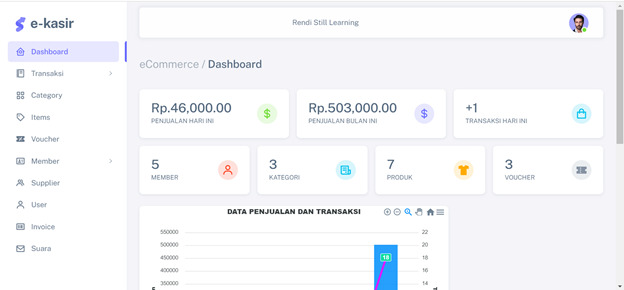 e-kasir
Rendi Still Learning
Dashboard
Transaksi
Category
Items
Voucher
Member
Supplier
User
Invoice
Suara
eCommerce / Dashboard
Rp.46,000.00
PENJUALAN HARI INI
Rp.503,000.00
PENJUALAN BULAN INI
+1
TRANSAKSI HARI INI
5
MEMBER
3
KATEGORI
7
PRODUK
3
VOUCHER
DATA PENJUALAN DAN TRANSAKSI
550000
500000
450000
400000
350000
18
22
20
18
16
14